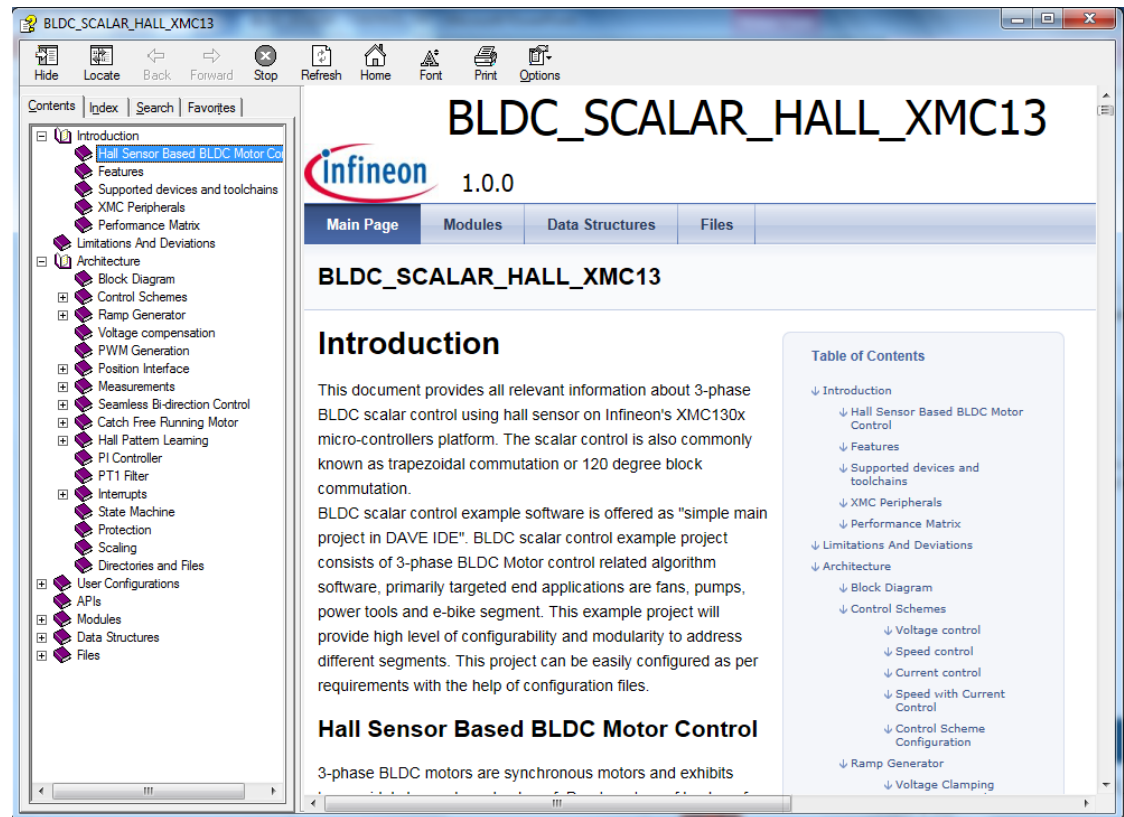 BLDC_SCALAR_HALL_XMC13
Hide
Locate
Back
Forward
Stop
Refresh
Home
Font
Print
Options
Contents
Index
Search
Favorites
Introduction
Hall Sensor Based BLDC Motor Co
Features
Supported devices and toolchains
XMC Peripherals
Perfomance Matrix
Limitations And Deviations
Architecture
Block Diagram
Control Schemes
Ramp Generator
Voltage compensation
PWM Generation
Position Interface
Measurements
Seamless Bi-direction Control
Catch Free Running Motor
Hall Pattern Learning
PI Controller
PT1 Filter
Interrupts
State Machine
Protection
Scaling
Directories and Files
User Configurations
APIs
Modules
Data Structures
Files
BLDC_SCALAR_HALL_XMC13
infineon
1.0.0
Main Page
Modules
Data Structures
Files
BLDC_SCALAR_HALL_XMC13
Introduction
This document provides all relevant information about 3-phase
BLDC scalar control using hall sensor on Infineon's XMC130x
micro-controllers platform. The scalar control is also commonly
known as trapezoidal commutation or 120 degree block
commutation.
BLDC scalar control example software is offered as "simple main
project in DAVE IDE". BLDC scalar control example project
consists of 3-phase BLDC Motor control related algorithm
software, primarily targeted end applications are fans, pumps,
power tools and e-bike segment. This example project will
provide high level of configurability and modularity to address
different segments. This project can be easily configured as per
requirements with the help of configuration files.
Hall Sensor Based BLDC Motor Control
3-phase BLDC motors are synchronous motors and exhibits
Table of Contents
↓ Introduction
↓ Hall Sensor Based BLDC Motor
Control
↓ Features
↓ Supported devices and
toolchains
↓ XMC Peripherals
↓ Performance Matrix
↓ Limitations And Deviations
↓ Architecture
↓ Block Diagram
↓ Control Schemes
↓ Voltage control
↓ Speed control
↓ Current control
↓ Speed with Current
Control
↓ Control Scheme
Configuration
↓ Ramp Generator
↓ Voltage Clamping